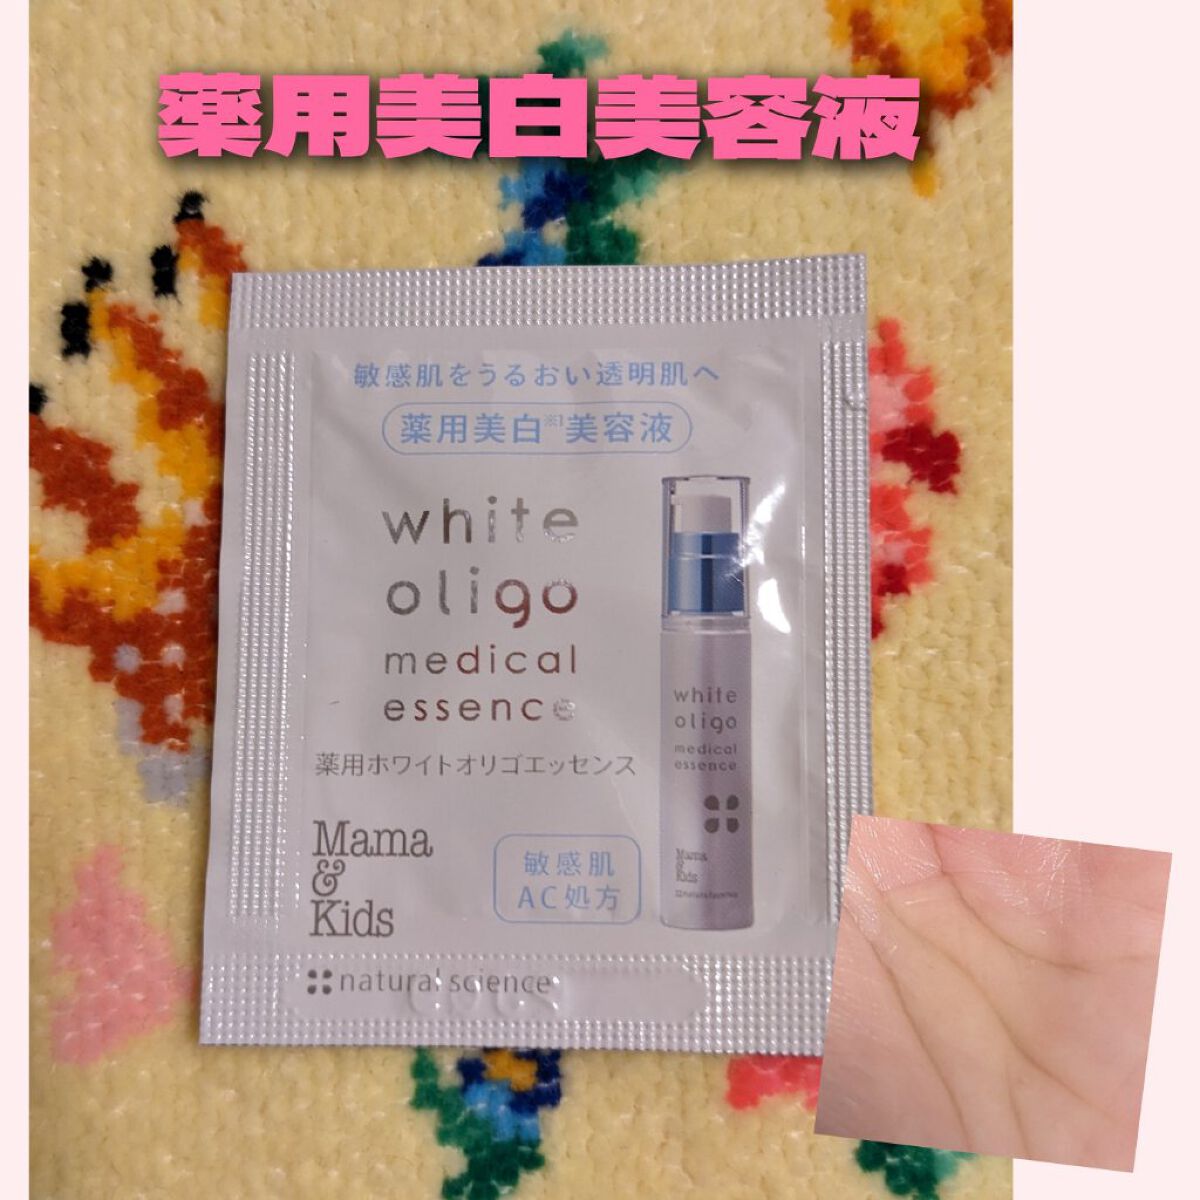 薬用美白美容液
敏感肌をうるおい透明肌へ
薬用美白※1美容液
white
oligo
medical
essence
薬用ホワイトオリゴエッセンス
Mama
&
Kids
敏感肌
AC処方
natural science
white
oligo
medical
essence
Mama
&
Kids